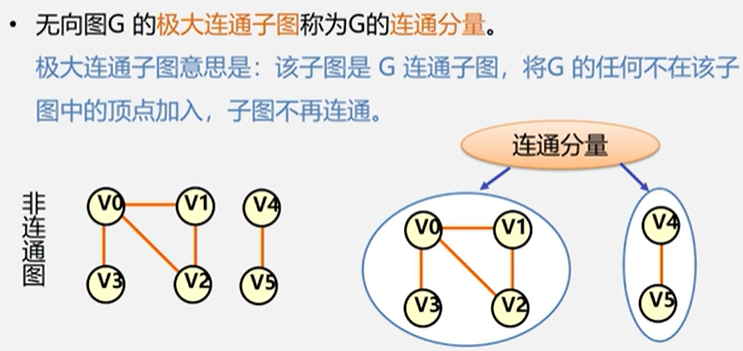 • 无向图G 的极大连通子图称为G的连通分量。
极大连通子图意思是：该子图是 G 连通子图，将G 的任何不在该子
图中的顶点加入，子图不再连通。
连通分量
非连通图
V0 V1 V4
V3 V2 V5
V0 V1 V4
V3 V2 V5